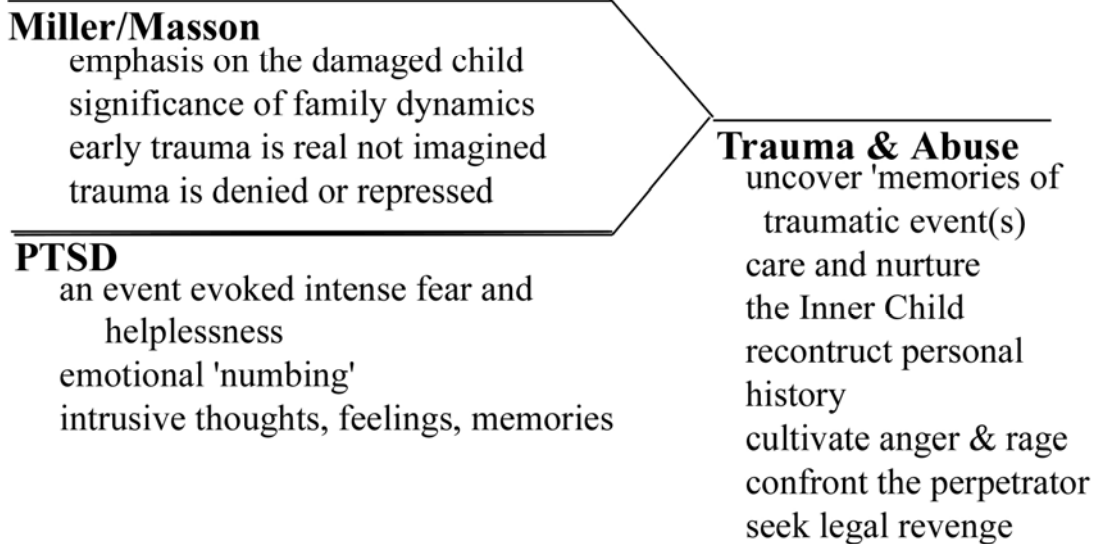 Miller/Masson
emphasis on the damaged child
significance of family dynamics
early trauma is real not imagined
trauma is denied or repressed
PTSD
an event evoked intense fear and
helplessness
emotional 'numbing'
intrusive thoughts, feelings, memories
Trauma & Abuse
uncover 'memories of
traumatic event(s)
care and nurture
the Inner Child
recontruct personal
history
cultivate anger & rage
confront the perpetrator
seek legal revenge